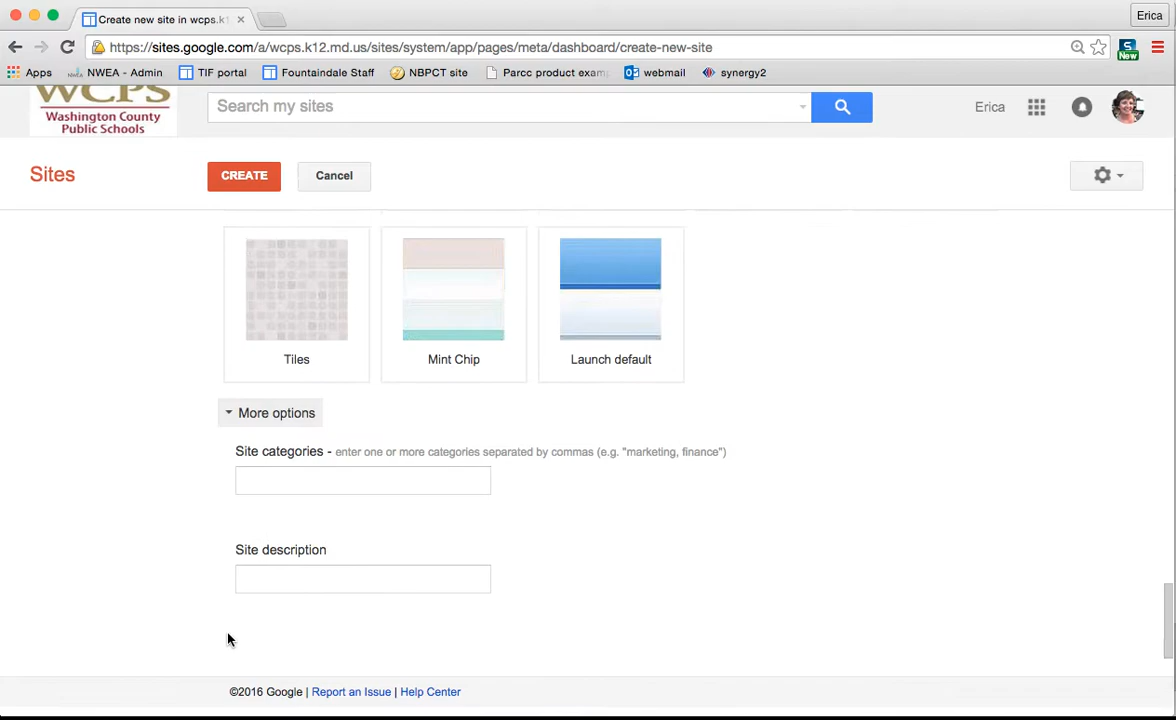 Create new site in wcps.k1
Erica
https://sites.google.com/a/wcps.k12.md.us/sites/system/app/pages/meta/dashboard/create-new-site
Apps NWEA - Admin TIF portal Fountaindale Staff NBPCT site Parcc product exam webmail synergy2
New
WCPS
Washington County
Public Schools
Search my sites
Erica
Sites
CREATE
Cancel
Tiles
Mint Chip
Launch default
More options
Site categories - enter one or more categories separated by commas (e.g. "marketing, finance")
Site description
©2016 Google | Report an Issue | Help Center